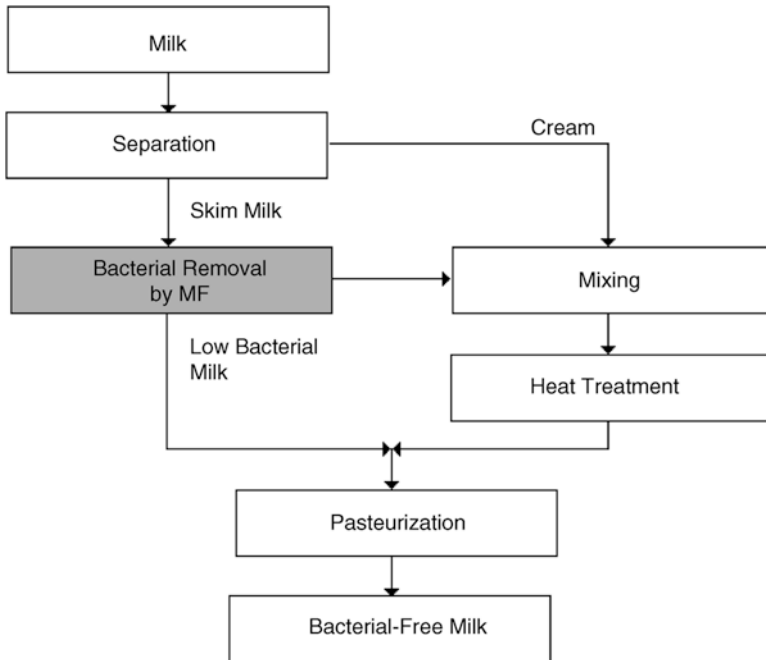 Milk
Separation
Cream
Skim Milk
Bacterial Removal
by MF
Mixing
Low Bacterial
Milk
Heat Treatment
Pasteurization
Bacterial-Free Milk